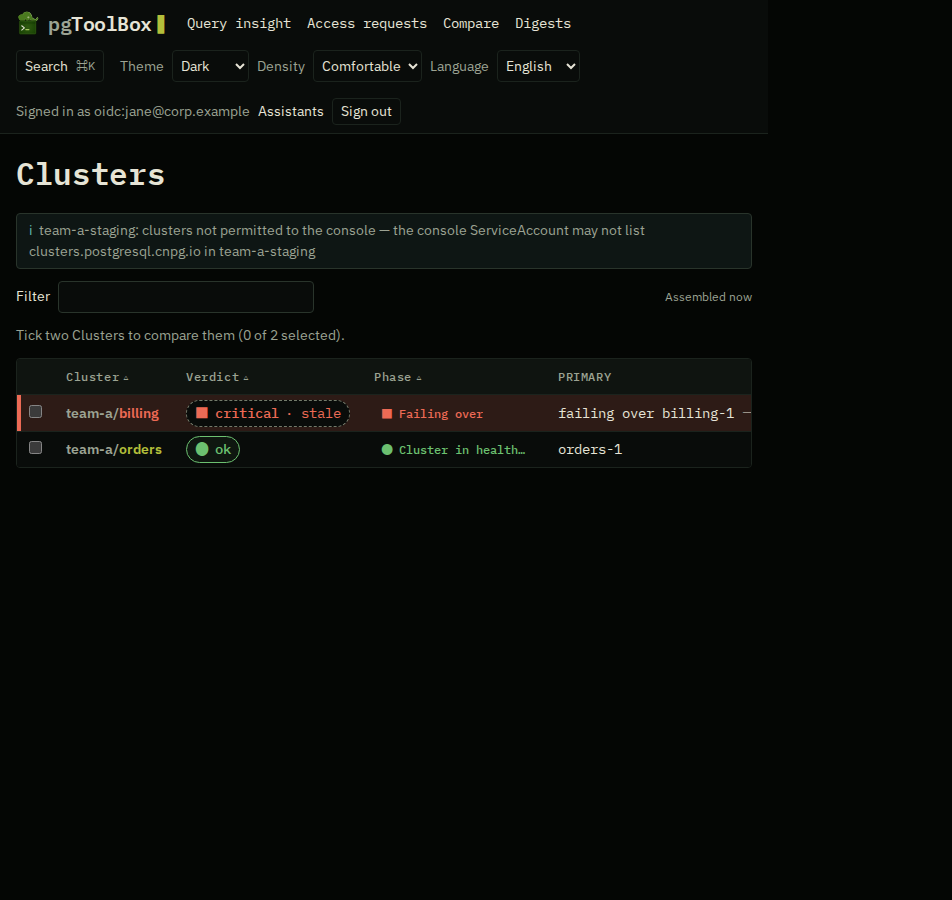 pgToolBox Query insight Access requests Compare Digests
Search ⌘K Theme Dark Density Comfortable Language English
Signed in as oidc:jane@corp.example Assistants Sign out
Clusters
i team-a-staging: clusters not permitted to the console — the console ServiceAccount may not list
clusters.postgresql.cnpg.io in team-a-staging
Filter Assembled now
Tick two Clusters to compare them (0 of 2 selected).
Cluster ▵ Verdict ▵ Phase ▵ PRIMARY
team-a/billing critical · stale Failing over failing over billing-1 —
team-a/orders ok Cluster in health… orders-1